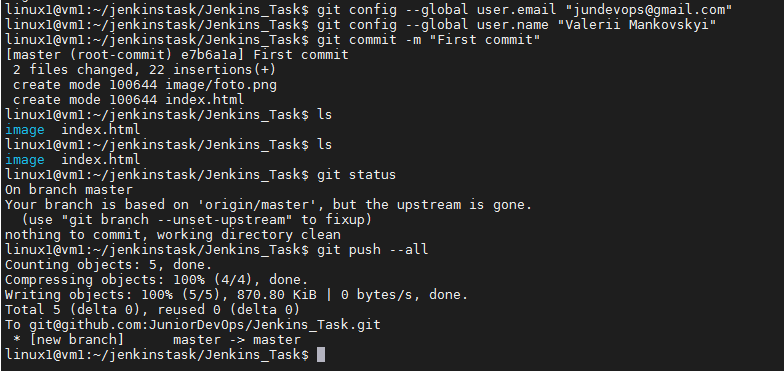 linux1@vm1:~/jenkinstask/Jenkins_Task$ git config --global user.email "jundevops@gmail.com"
linux1@vm1:~/jenkinstask/Jenkins_Task$ git config --global user.name "Valerii Mankovskyi"
linux1@vm1:~/jenkinstask/Jenkins_Task$ git commit -m "First commit"
[master (root-commit) e7b6a1a] First commit
 2 files changed, 22 insertions(+)
 create mode 100644 image/foto.png
 create mode 100644 index.html
linux1@vm1:~/jenkinstask/Jenkins_Task$ ls
image  index.html
linux1@vm1:~/jenkinstask/Jenkins_Task$ ls
image  index.html
linux1@vm1:~/jenkinstask/Jenkins_Task$ git status
On branch master
Your branch is based on 'origin/master', but the upstream is gone.
  (use "git branch --unset-upstream" to fixup)
nothing to commit, working directory clean
linux1@vm1:~/jenkinstask/Jenkins_Task$ git push --all
Counting objects: 5, done.
Compressing objects: 100% (4/4), done.
Writing objects: 100% (5/5), 870.80 KiB | 0 bytes/s, done.
Total 5 (delta 0), reused 0 (delta 0)
To git@github.com:JuniorDevOps/Jenkins_Task.git
 * [new branch]      master -> master
linux1@vm1:~/jenkinstask/Jenkins_Task$